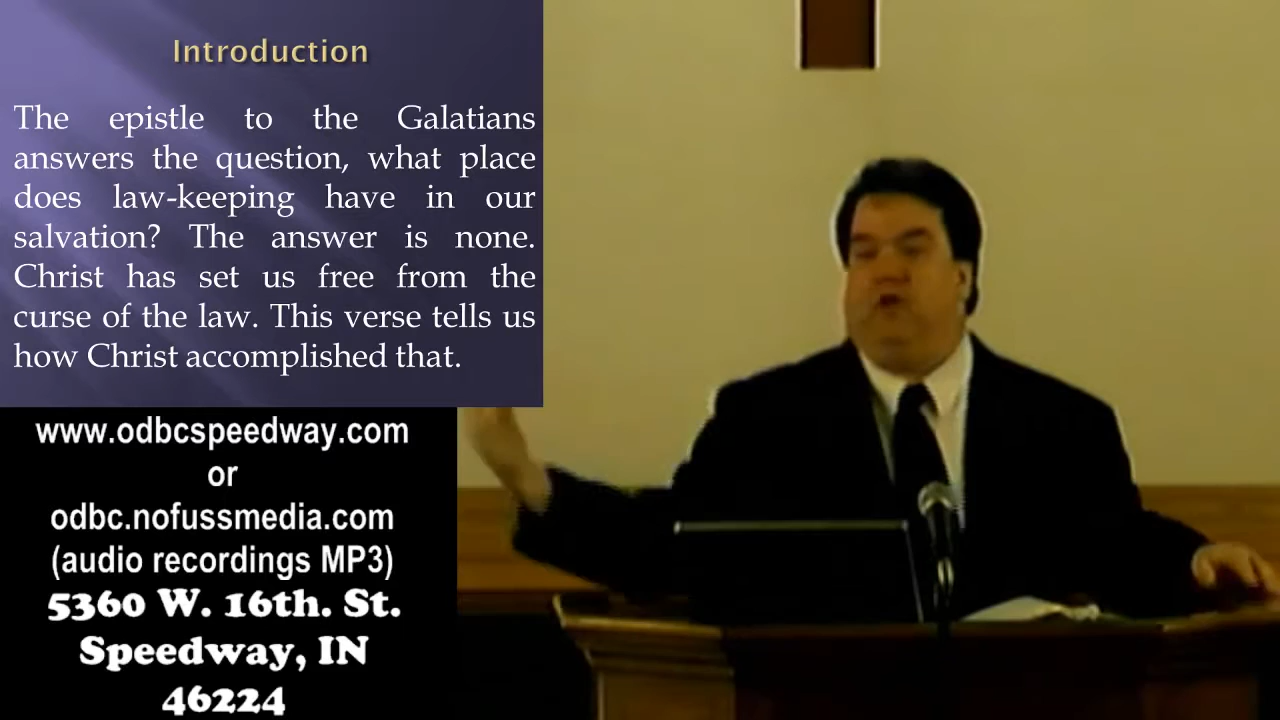 Introduction
The epistle to the Galatians
answers the question, what place
does law-keeping have in our
salvation? The answer is none.
Christ has set us free from the
curse of the law. This verse tells us
how Christ accomplished that.
www.odbcspeedway.com
or
odbc.nofussmedia.com
(audio recordings MP3)
5360 W. 16th. St.
Speedway, IN
46224